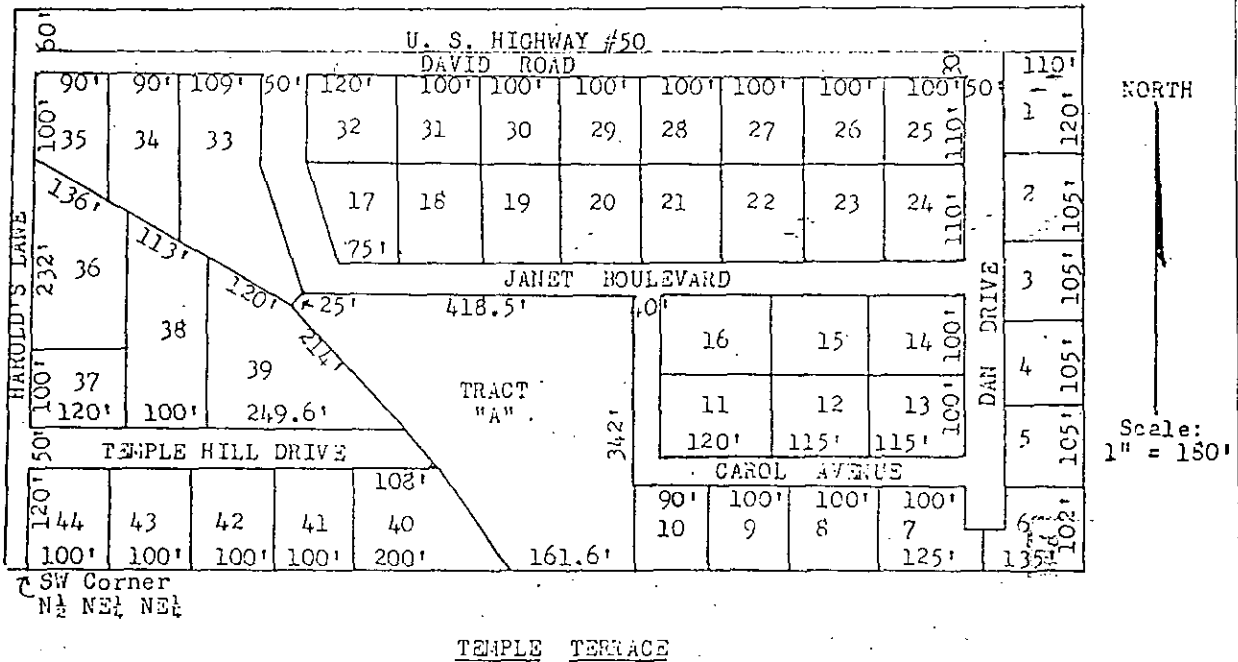 50'
U. S. HIGHWAY #50
DAVID ROAD
30
110'
90' 90' 109' 50' 120' 100' 100' 100' 100' 100' 100' 100' 50'
NORTH
100'
35 34 33 32 31 30 29 28 27 26 25
110'
1
120'
136'
17 18 19 20 21 22 23 24
110'
2
105'
113'
75'
HAROLD'S LANE
232'
36
JANET BOULEVARD
DAN DRIVE
3
105'
120'
25'
418.5'
40'
38
214'
16 15 14
100'
4
105'
39
TRACT
"A"
100'
37
120' 100' 249.6'
342'
11 12 13
100'
120' 115' 115'
5
105'
Scale:
1" = 180'
50'
TEMPLE HILL DRIVE
CAROL AVENUE
108'
90' 100' 100' 100'
120'
44 43 42 41 40
10 9 8 7
6
102'
100' 100' 100' 100' 200'
161.6'
125'
135'
SW Corner
N½ NE¼ NE¼
TEMPLE TERRACE